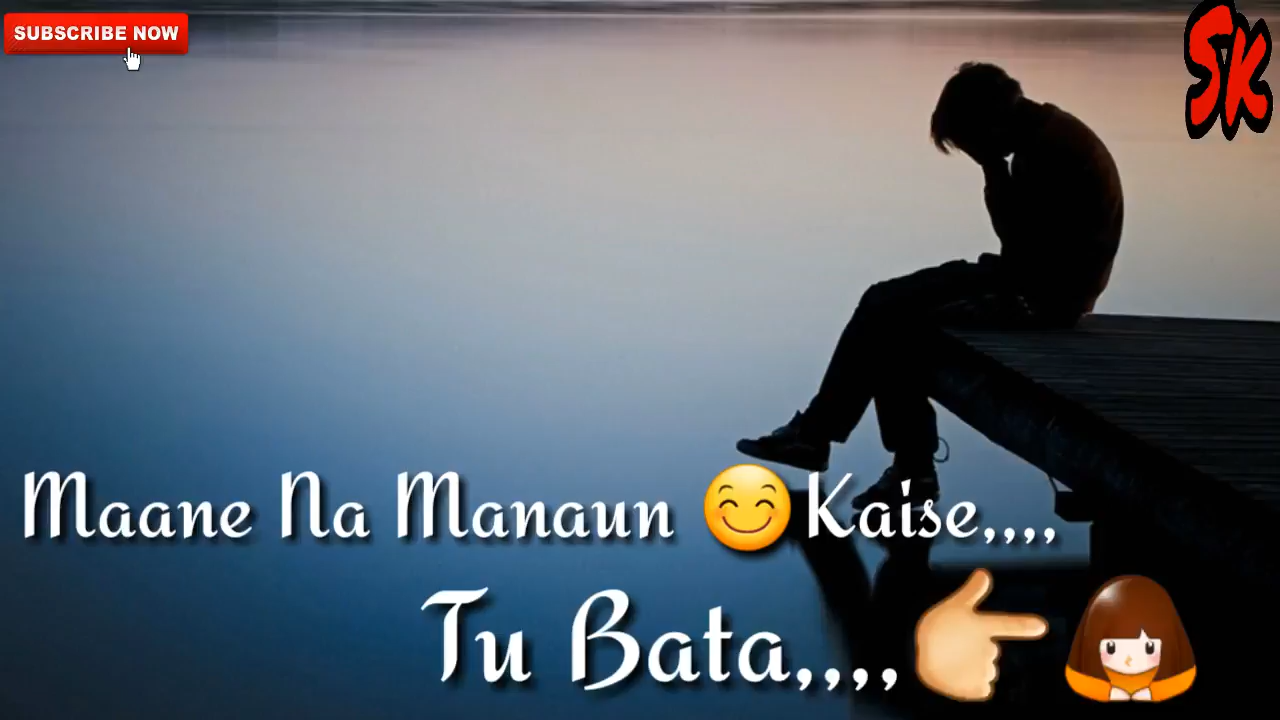 SUBSCRIBE NOW
SK
Maane Na Manaun 😊 Kaise,,,,
Tu Bata,,,,👉 🙇‍♀️